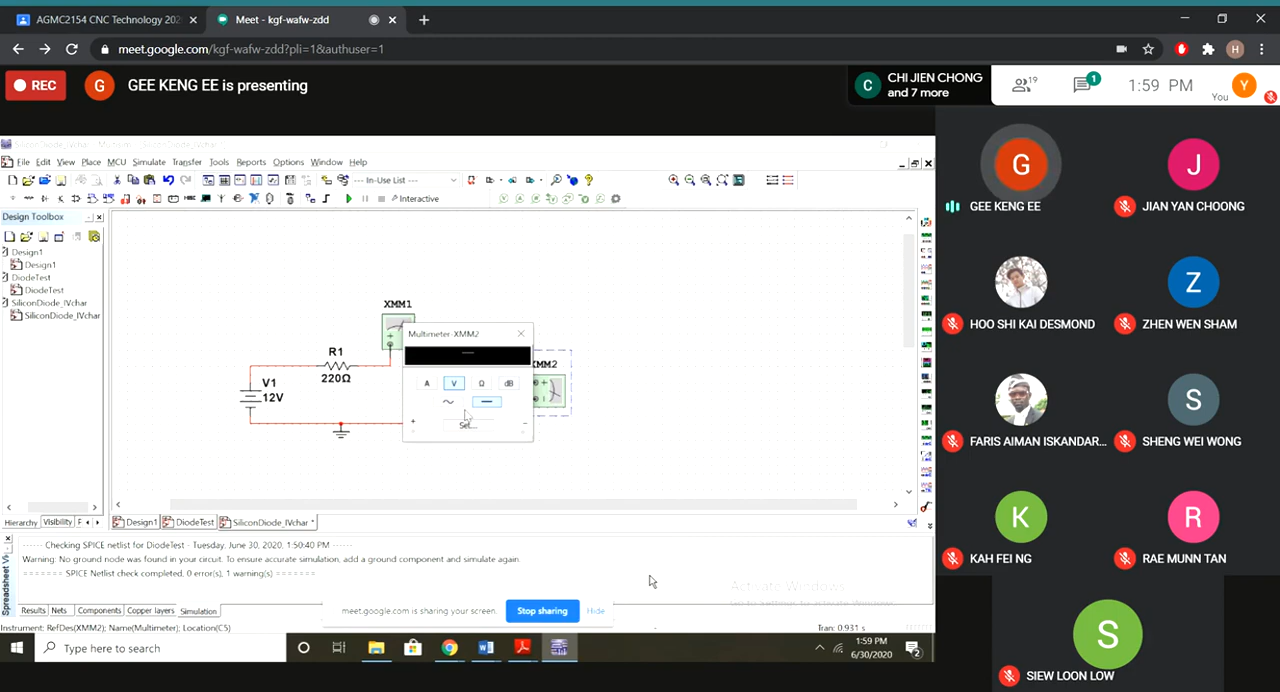 AGMC2154 CNC Technology 202
Meet - kgf-wafw-zdd
meet.google.com/kgf-wafw-zdd?pli=1&authuser=1
H
REC
G
GEE KENG EE is presenting
C
CHI JIEN CHONG
and 7 more
19
1
1:59 PM
You
Y
File Edit View Place MCU Simulate Transfer Tools Reports Options Window Help
--- In-Use List ---
Interactive
Design Toolbox
Design1
Design1
DiodeTest
DiodeTest
SiliconDiode_IVchar
SiliconDiode_IVchar
XMM1
Multimeter-XMM2
A
V
Ω
dB
R1
220Ω
V1
12V
Hierarchy Visibility
Design1
DiodeTest
SiliconDiode_IVchar *
Checking SPICE netlist for DiodeTest - Tuesday, June 30, 2020, 1:50:40 PM
Warning: No ground node was found in your circuit. To ensure accurate simulation, add a ground component and simulate again.
======= SPICE Netlist check completed, 0 error(s), 1 warning(s) =======
Results Nets Components Copper layers Simulation
meet.google.com is sharing your screen.
Stop sharing
Hide
Activate Windows
Instrument: RefDes(XMM2); Name(Multimeter); Location(C5)
Tran: 0.931 s
Type here to search
1:59 PM
6/30/2020
2
G
GEE KENG EE
J
JIAN YAN CHOONG
HOO SHI KAI DESMOND
Z
ZHEN WEN SHAM
FARIS AIMAN ISKANDAR...
S
SHENG WEI WONG
K
KAH FEI NG
R
RAE MUNN TAN
S
SIEW LOON LOW